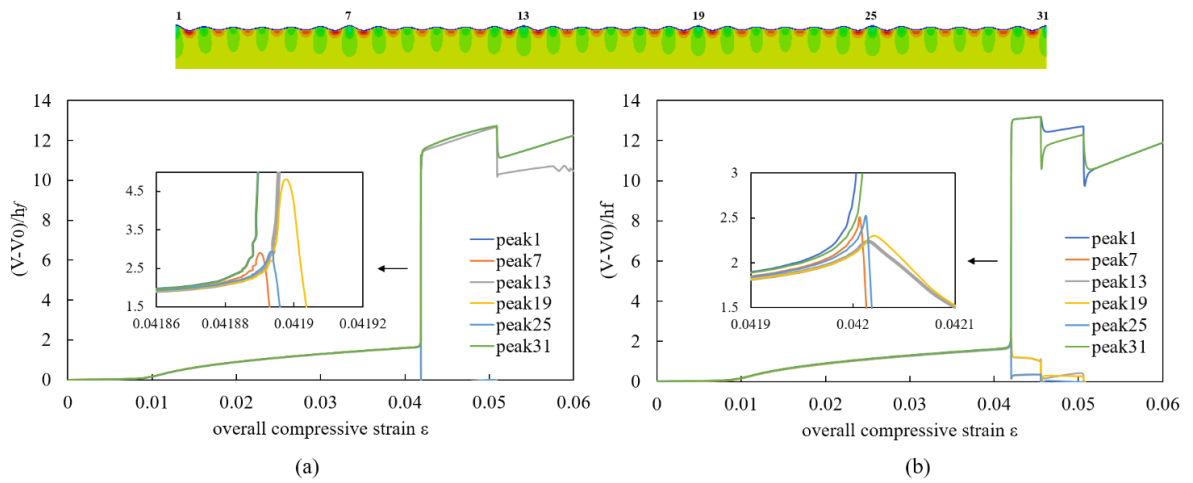 1 7 13 19 25 31
14
12
10
8
6
4
2
0
(V-V0)/hf
4.5
3.5
2.5
1.5
0.04186 0.04188 0.0419 0.04192
peak1
peak7
peak13
peak19
peak25
peak31
0 0.01 0.02 0.03 0.04 0.05 0.06
overall compressive strain ε
(a)
14
12
10
8
6
4
2
0
(V-V0)/hf
3
2.5
2
1.5
0.0419 0.042 0.0421
peak1
peak7
peak13
peak19
peak25
peak31
0 0.01 0.02 0.03 0.04 0.05 0.06
overall compressive strain ε
(b)